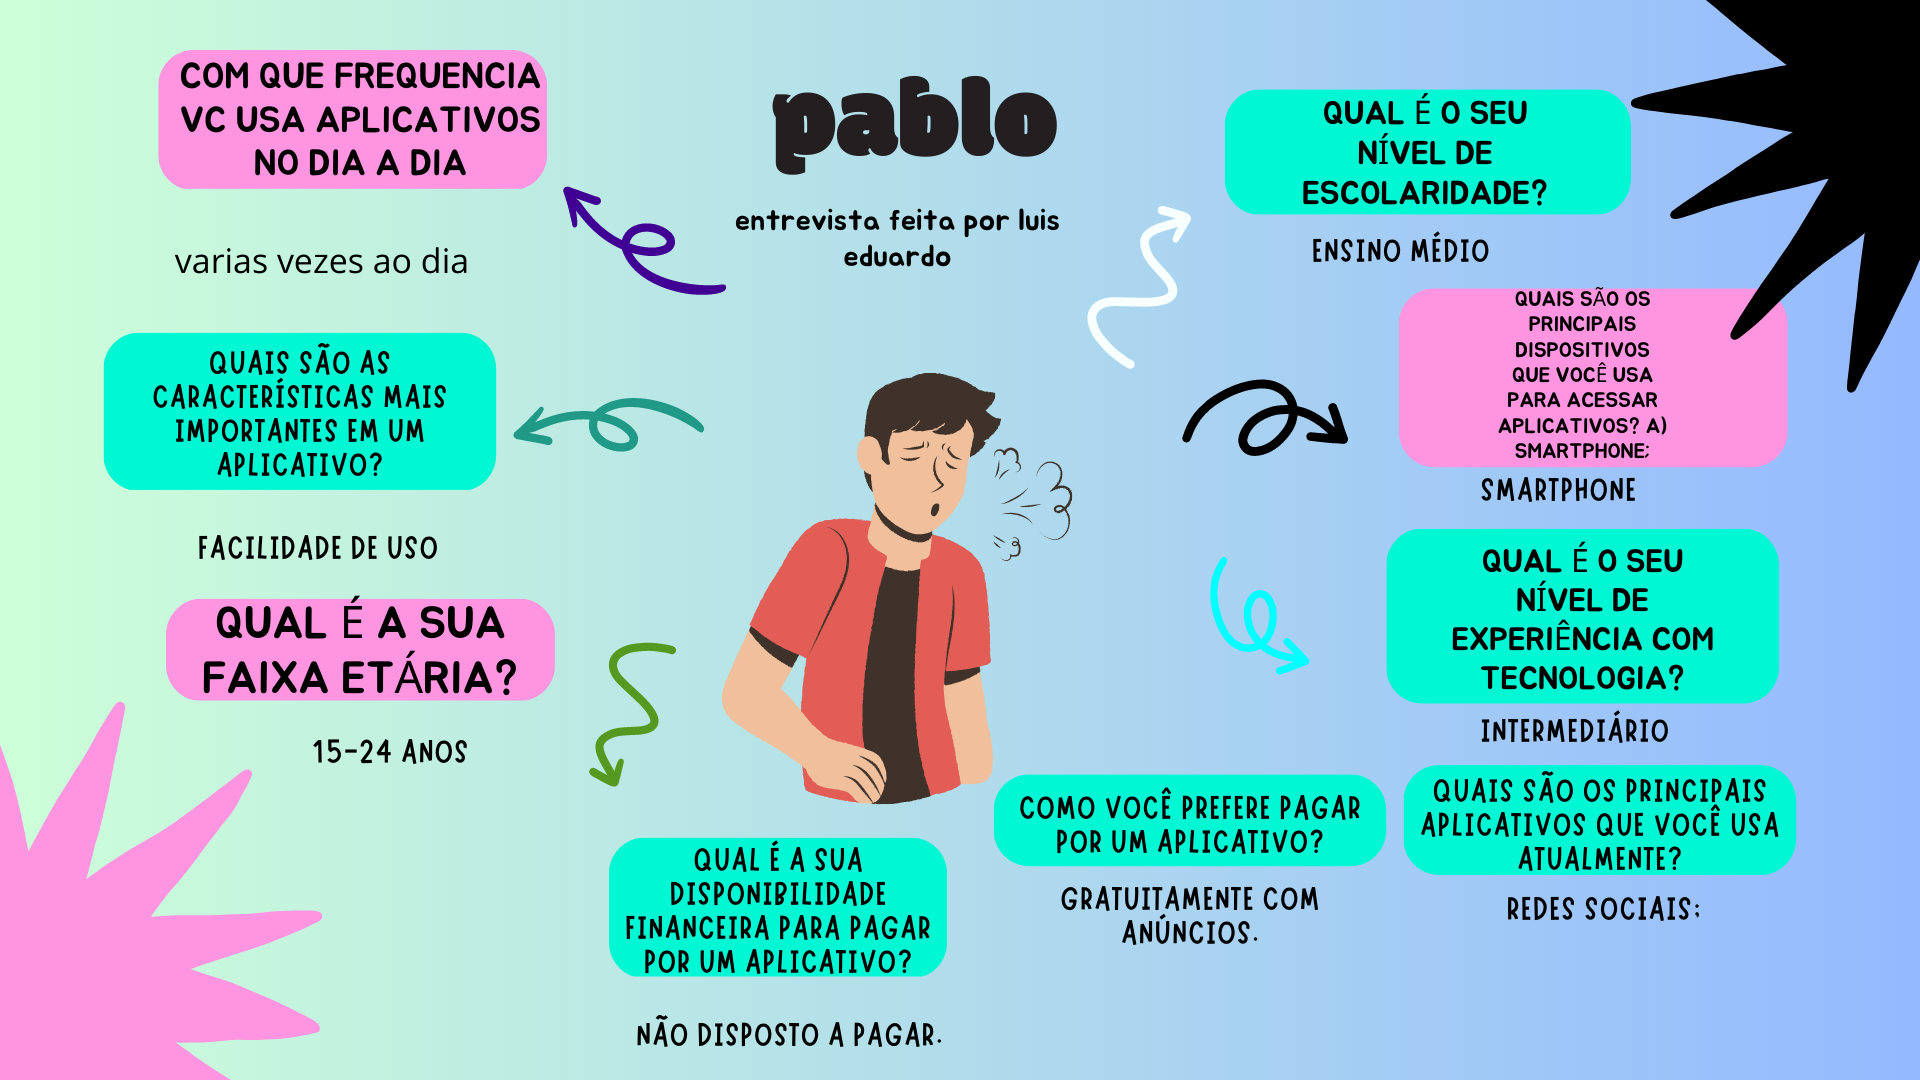 pablo
entrevista feita por luis
eduardo
COM QUE FREQUENCIA
VC USA APLICATIVOS
NO DIA A DIA
varias vezes ao dia
QUAIS SÃO AS
CARACTERÍSTICAS MAIS
IMPORTANTES EM UM
APLICATIVO?
FACILIDADE DE USO
QUAL É A SUA
FAIXA ETÁRIA?
15-24 ANOS
QUAL É A SUA
DISPONIBILIDADE
FINANCEIRA PARA PAGAR
POR UM APLICATIVO?
NÃO DISPOSTO A PAGAR.
COMO VOCÊ PREFERE PAGAR
POR UM APLICATIVO?
GRATUITAMENTE COM
ANÚNCIOS.
QUAL É O SEU
NÍVEL DE
ESCOLARIDADE?
ENSINO MÉDIO
QUAIS SÃO OS
PRINCIPAIS
DISPOSITIVOS
QUE VOCÊ USA
PARA ACESSAR
APLICATIVOS? A)
SMARTPHONE;
SMARTPHONE
QUAL É O SEU
NÍVEL DE
EXPERIÊNCIA COM
TECNOLOGIA?
INTERMEDIÁRIO
QUAIS SÃO OS PRINCIPAIS
APLICATIVOS QUE VOCÊ USA
ATUALMENTE?
REDES SOCIAIS;